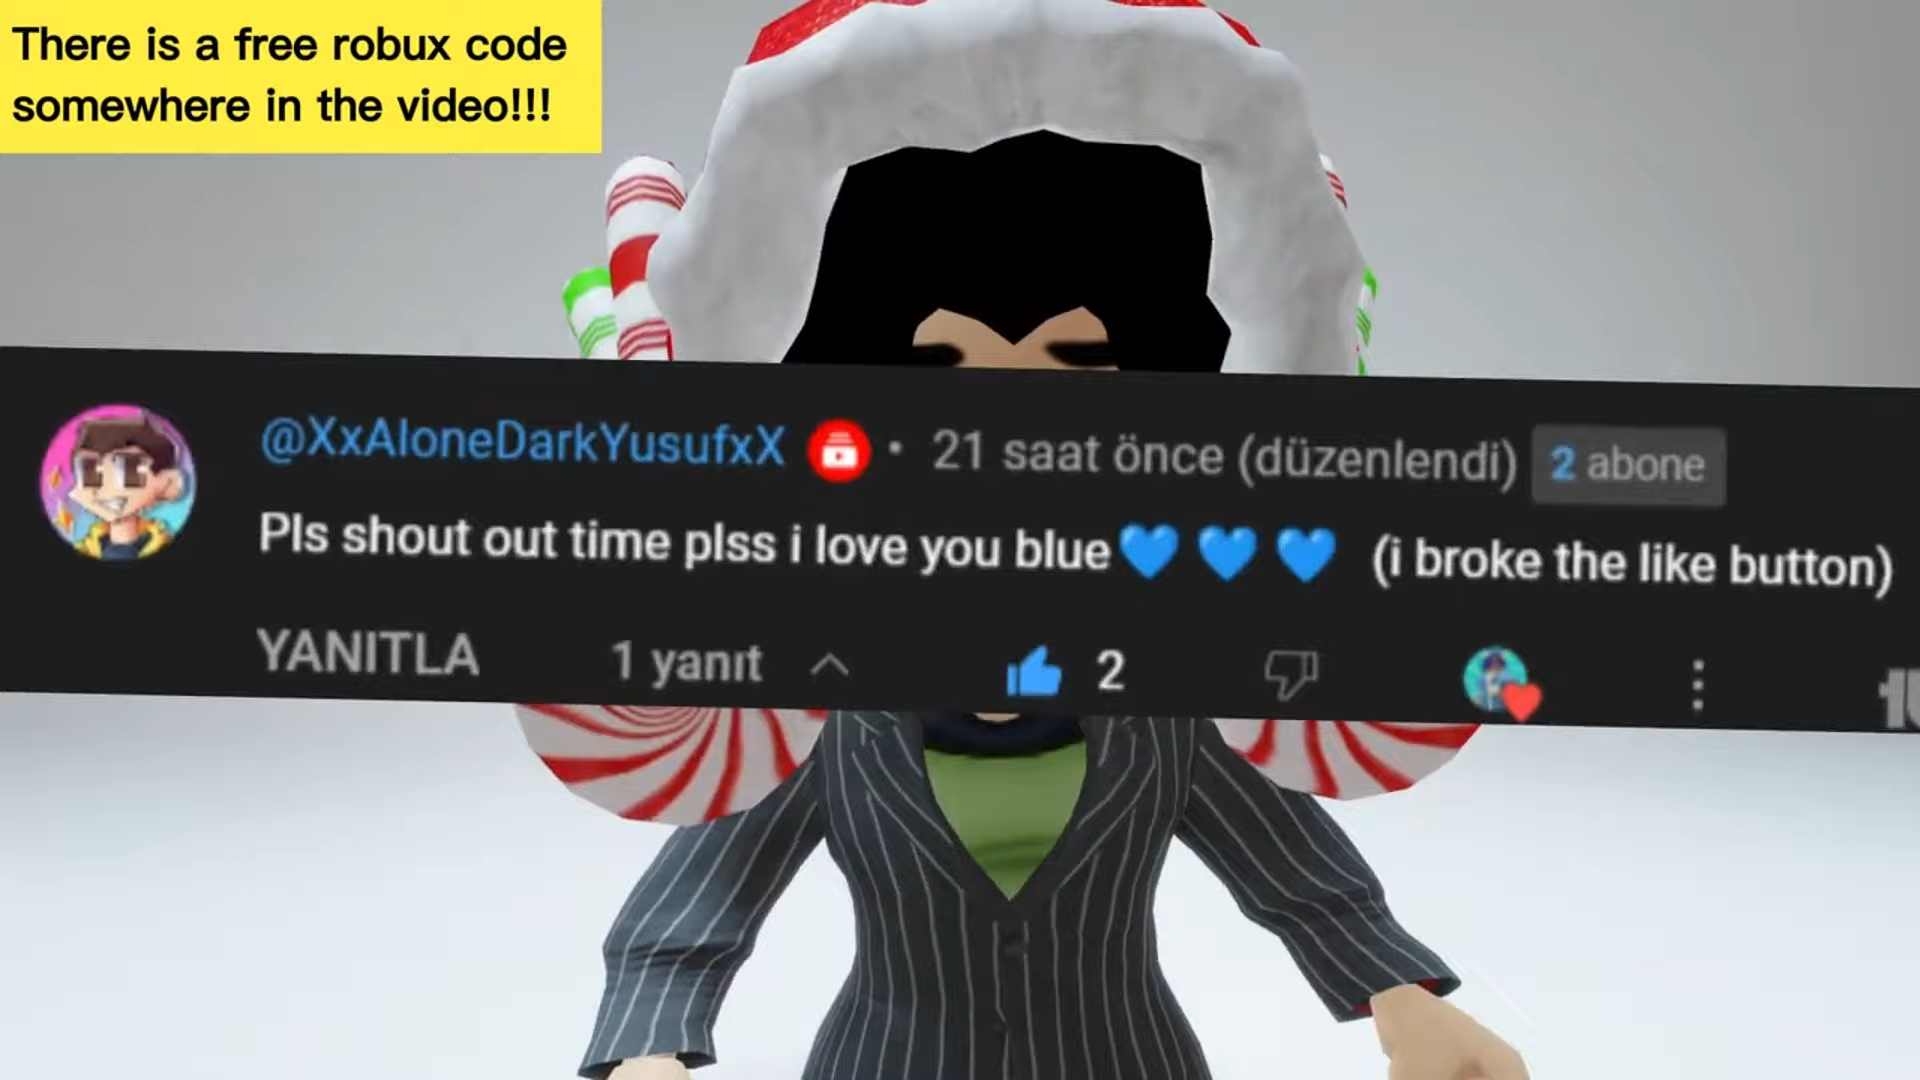 There is a free robux code
somewhere in the video!!!
@XxAloneDarkYusufxX • 21 saat önce (düzenlendi) 2 abone
Pls shout out time plss i love you blue💙 💙 💙 (i broke the like button)
YANITLA 1 yanıt 2